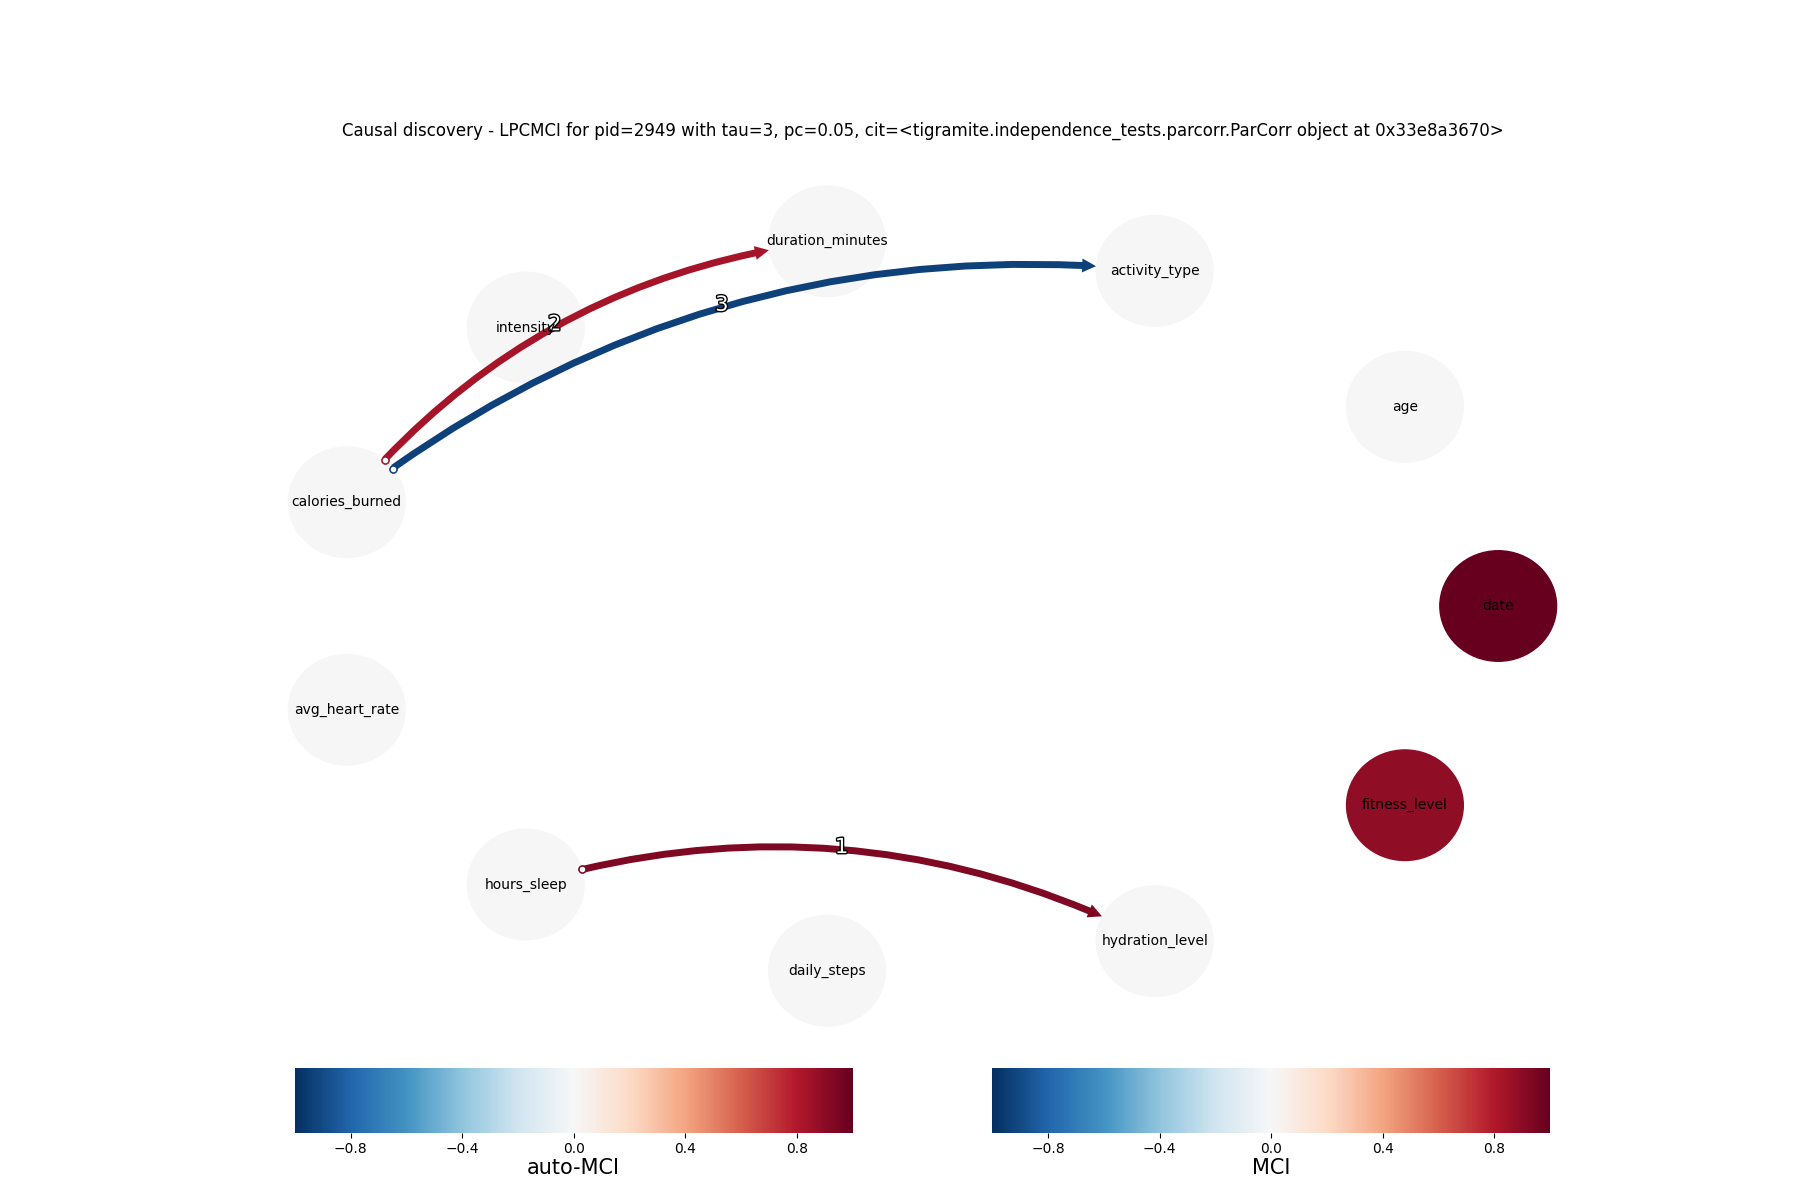 Causal discovery - LPCMCI for pid=2949 with tau=3, pc=0.05, cit=<tigramite.independence_tests.parcorr.ParCorr object at 0x33e8a3670>
duration_minutes
activity_type
3
2
intensity
age
calories_burned
date
avg_heart_rate
fitness_level
1
hours_sleep
hydration_level
daily_steps
−0.8 −0.4 0.0 0.4 0.8
auto-MCI
−0.8 −0.4 0.0 0.4 0.8
MCI